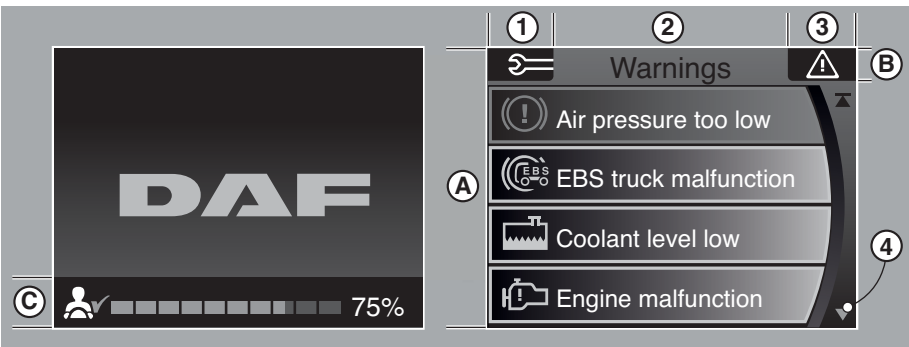 1 2 3
Warnings
B
! Air pressure too low
A
EBS EBS truck malfunction
DAF
Coolant level low
4
C
75%
! Engine malfunction